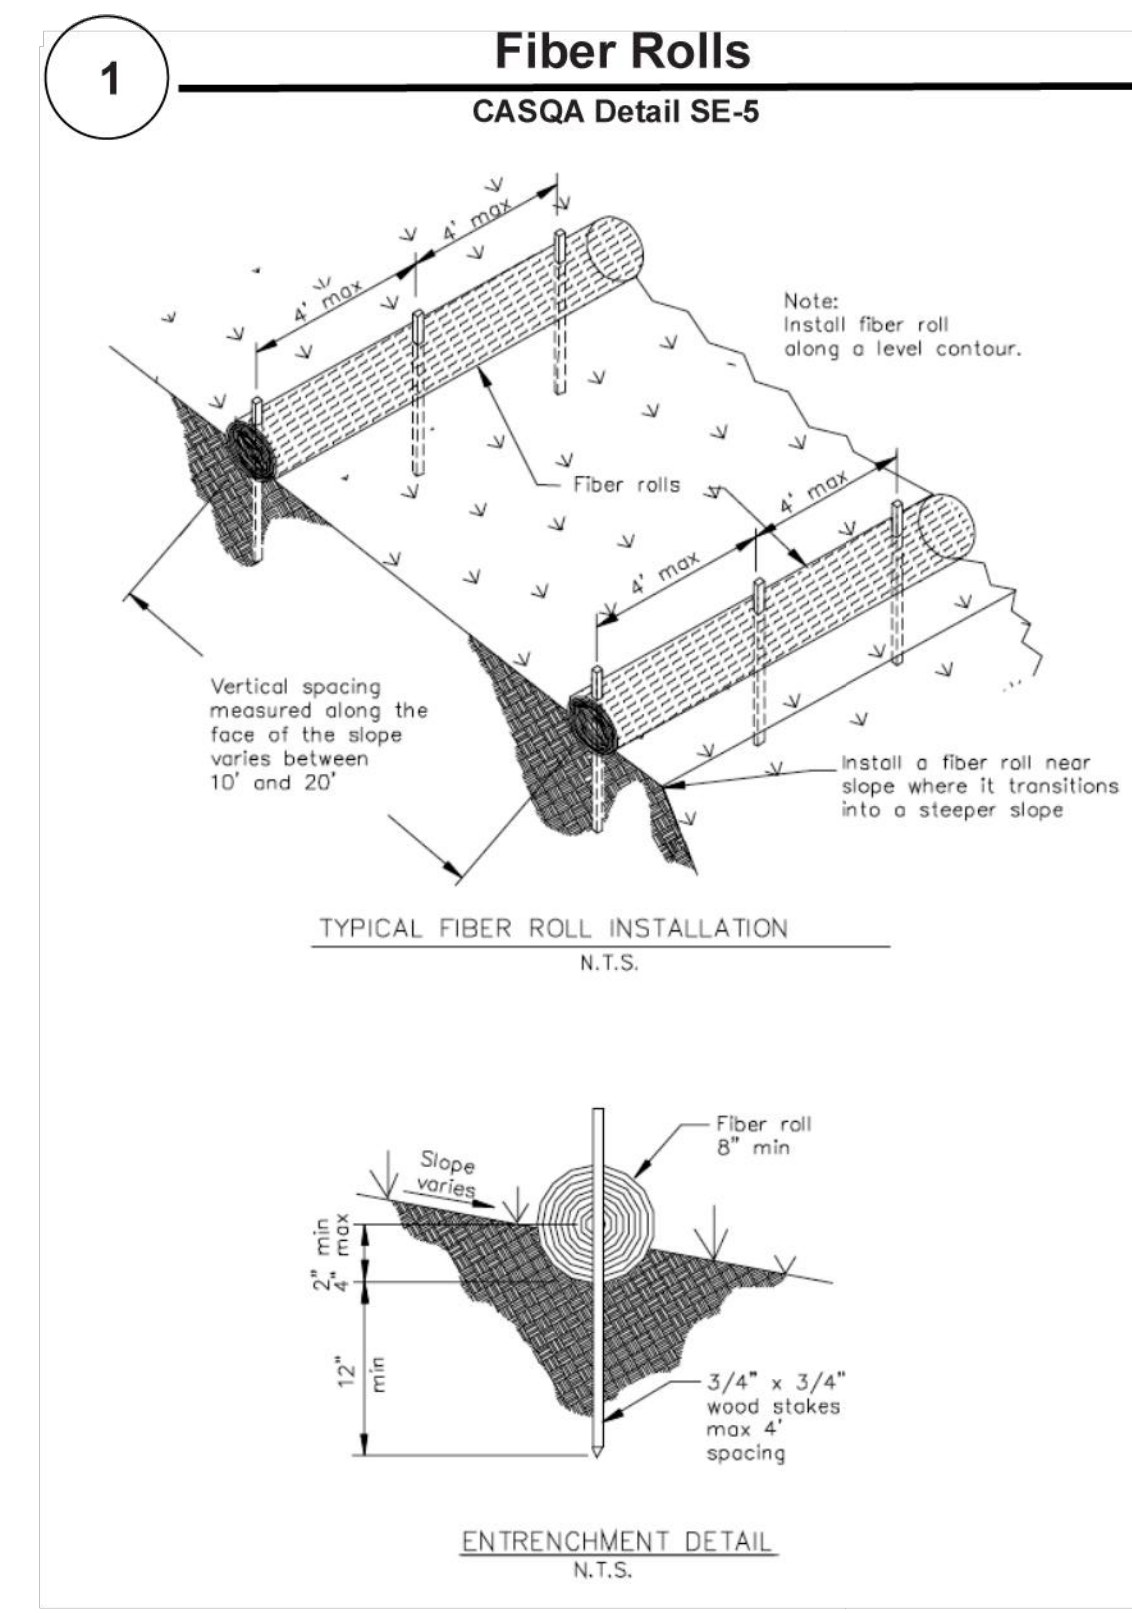 1
Fiber Rolls
CASQA Detail SE-5
4' max
4' max
Note:
Install fiber roll
along a level contour.
Fiber rolls
4' max
4' max
Vertical spacing
measured along the
face of the slope
varies between
10' and 20'
Install a fiber roll near
slope where it transitions
into a steeper slope
TYPICAL FIBER ROLL INSTALLATION
N.T.S.
Fiber roll
8" min
Slope
varies
2" min
4" max
12"
min
3/4" x 3/4"
wood stakes
max 4'
spacing
ENTRENCHMENT DETAIL
N.T.S.